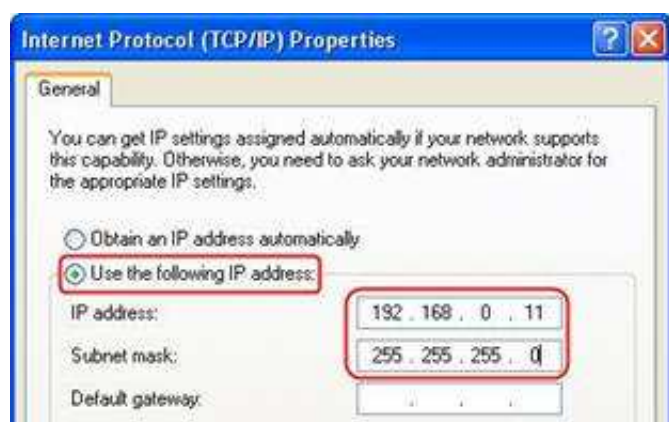 Internet Protocol (TCP/IP) Properties
General
You can get IP settings assigned automatically if your network supports
this capability. Otherwise, you need to ask your network administrator for
the appropriate IP settings.
Obtain an IP address automatically
Use the following IP address:
IP address: 192 . 168 . 0 . 11
Subnet mask: 255 . 255 . 255 . 0
Default gateway: . . .